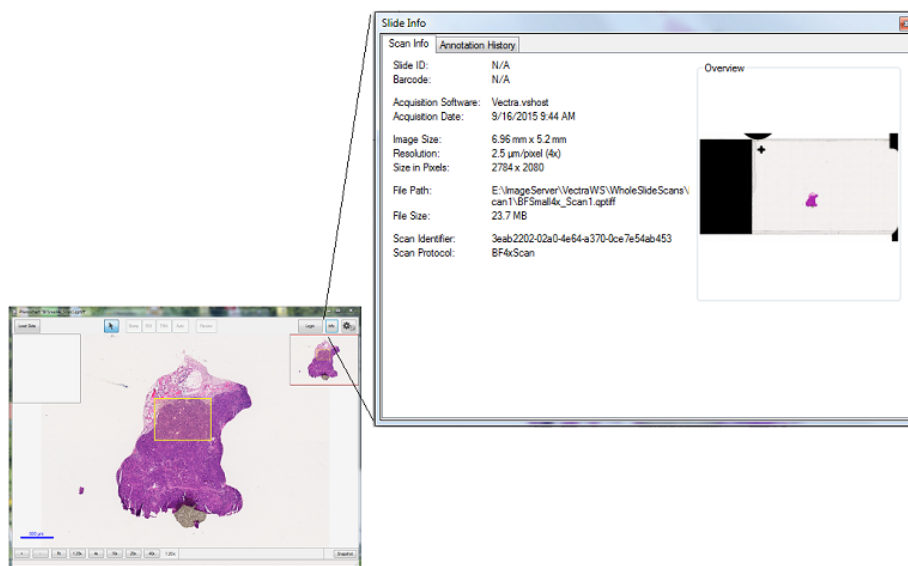 Slide Info
Scan Info Annotation History
Slide ID: N/A
Barcode: N/A
Acquisition Software: Vectra.vshost
Acquisition Date: 9/16/2015 9:44 AM
Image Size: 6.96 mm x 5.2 mm
Resolution: 2.5 µm/pixel (4x)
Size in Pixels: 2784 x 2080
File Path: E:\ImageServer\VectraWS\WholeSlideScans\
can1\BFSmall4x_Scan1.qptiff
File Size: 23.7 MB
Scan Identifier: 3eab2202-02a0-4e64-a370-0ce7e54ab453
Scan Protocol: BF4xScan
Overview
Load Slide
Login Info
Snapshot